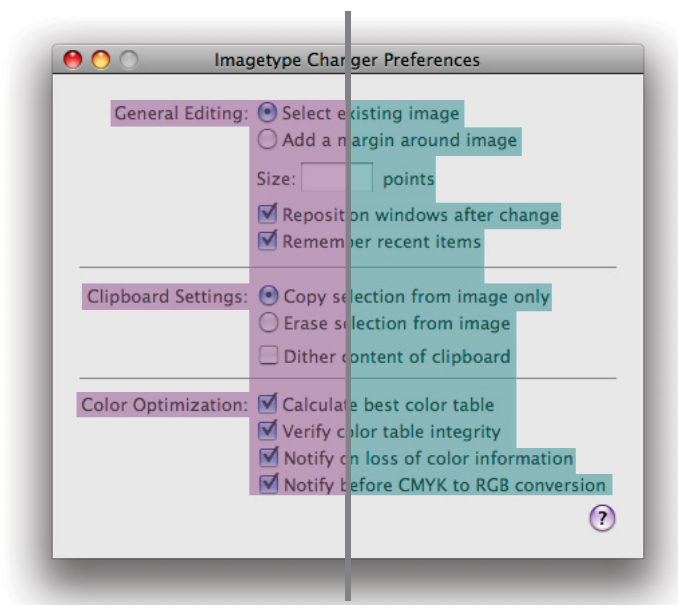 Imagetype Changer Preferences
General Editing: Select existing image
Add a margin around image
Size: points
Reposition windows after change
Remember recent items
Clipboard Settings: Copy selection from image only
Erase selection from image
Dither content of clipboard
Color Optimization: Calculate best color table
Verify color table integrity
Notify on loss of color information
Notify before CMYK to RGB conversion
?